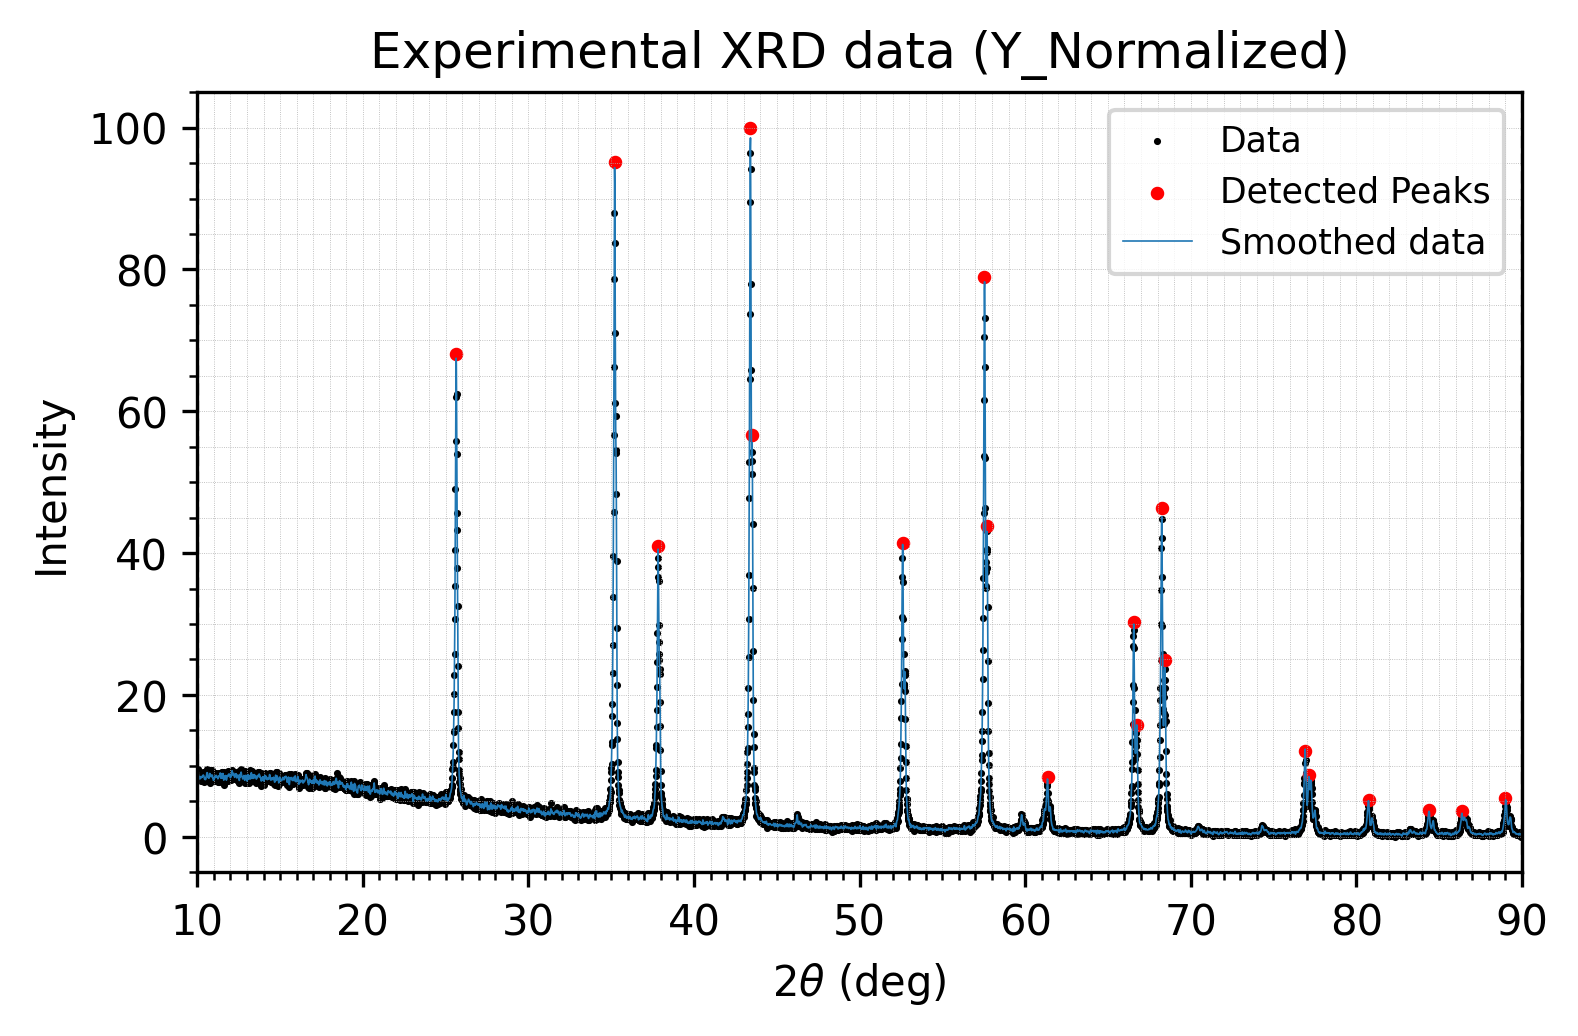 Experimental XRD data (Y_Normalized)
Data
Detected Peaks
Smoothed data
Intensity
100
80
60
40
20
0
10 20 30 40 50 60 70 80 90
2θ (deg)